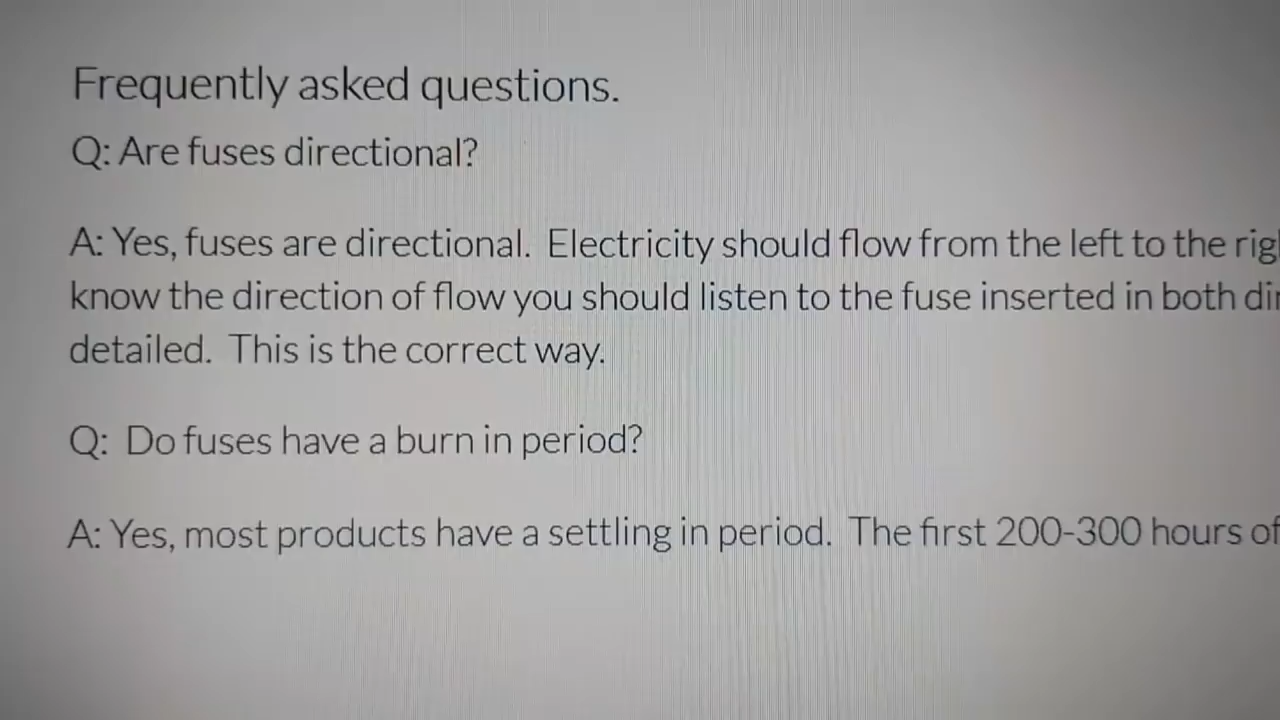 Frequently asked questions.
Q: Are fuses directional?
A: Yes, fuses are directional. Electricity should flow from the left to the
know the direction of flow you should listen to the fuse inserted in both
detailed. This is the correct way.
Q: Do fuses have a burn in period?
A: Yes, most products have a settling in period. The first 200-300 hours of